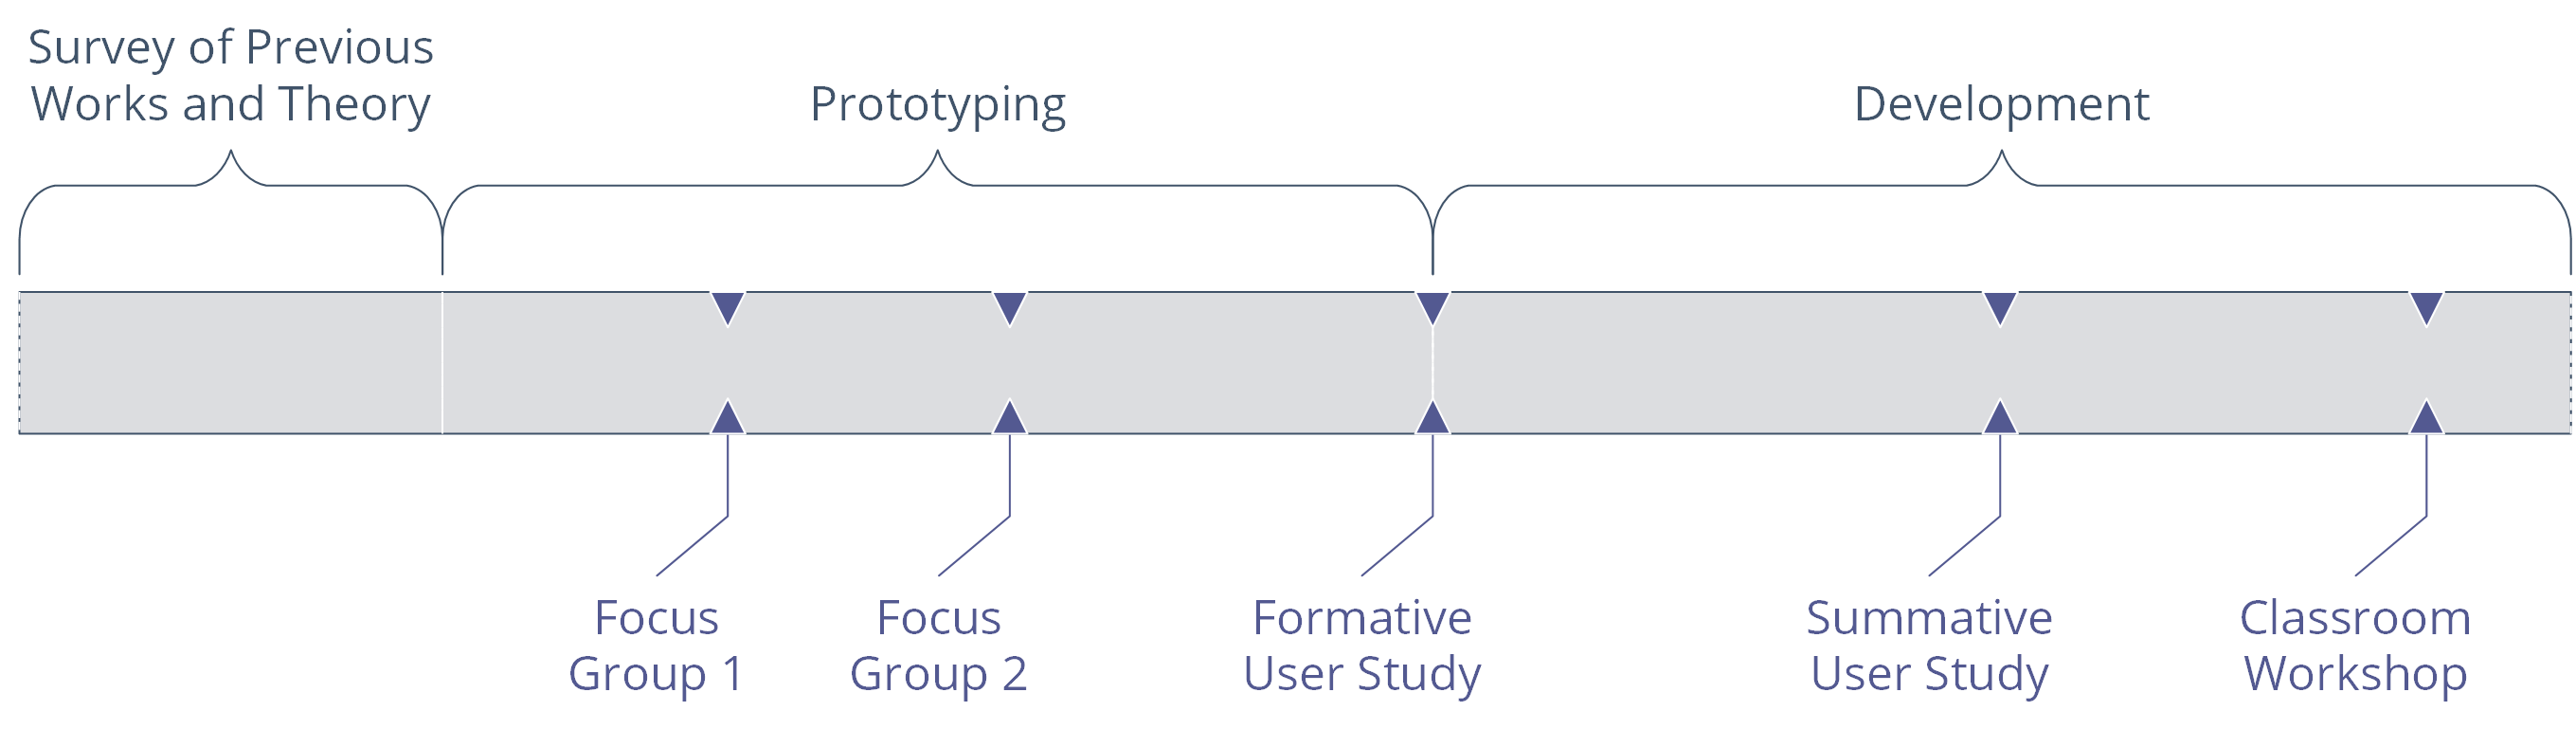 Survey of Previous
Works and Theory
Prototyping
Development
Focus
Group 1
Focus
Group 2
Formative
User Study
Summative
User Study
Classroom
Workshop